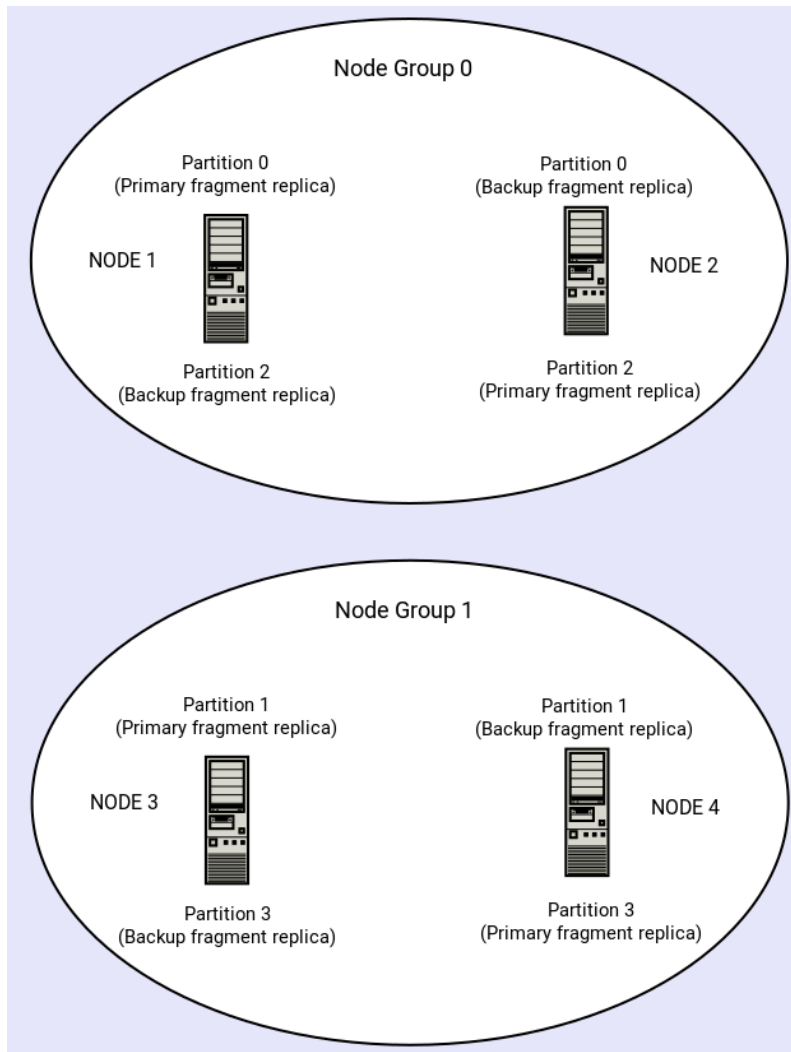 Node Group 0
Partition 0
(Primary fragment replica)
Partition 0
(Backup fragment replica)
NODE 1
NODE 2
Partition 2
(Backup fragment replica)
Partition 2
(Primary fragment replica)
Node Group 1
Partition 1
(Primary fragment replica)
Partition 1
(Backup fragment replica)
NODE 3
NODE 4
Partition 3
(Backup fragment replica)
Partition 3
(Primary fragment replica)